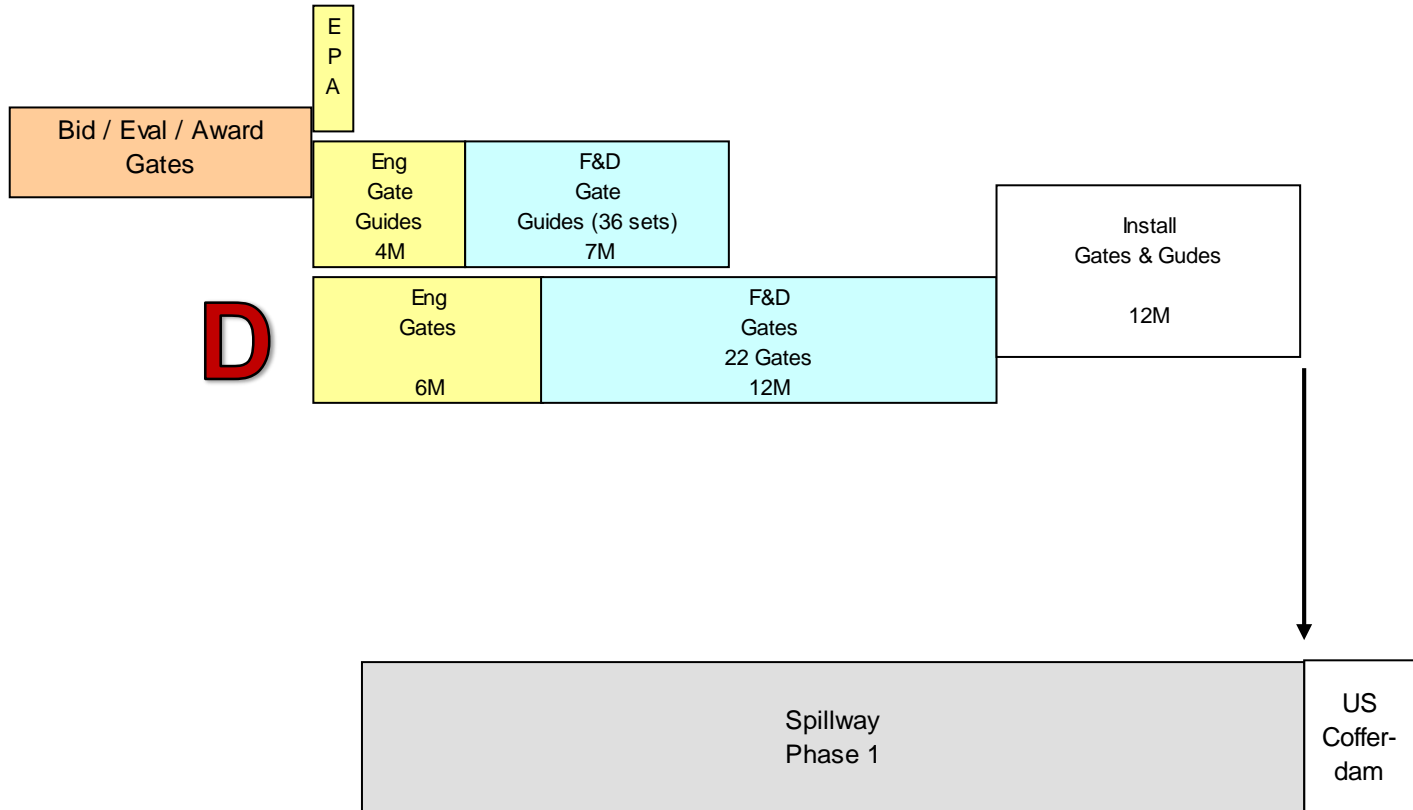 E
P
A
Bid / Eval / Award
Gates
Eng
Gate
Guides
4M
F&D
Gate
Guides (36 sets)
7M
Install
Gates & Gudes
12M
D
Eng
Gates
6M
F&D
Gates
22 Gates
12M
Spillway
Phase 1
US
Coffer-
dam